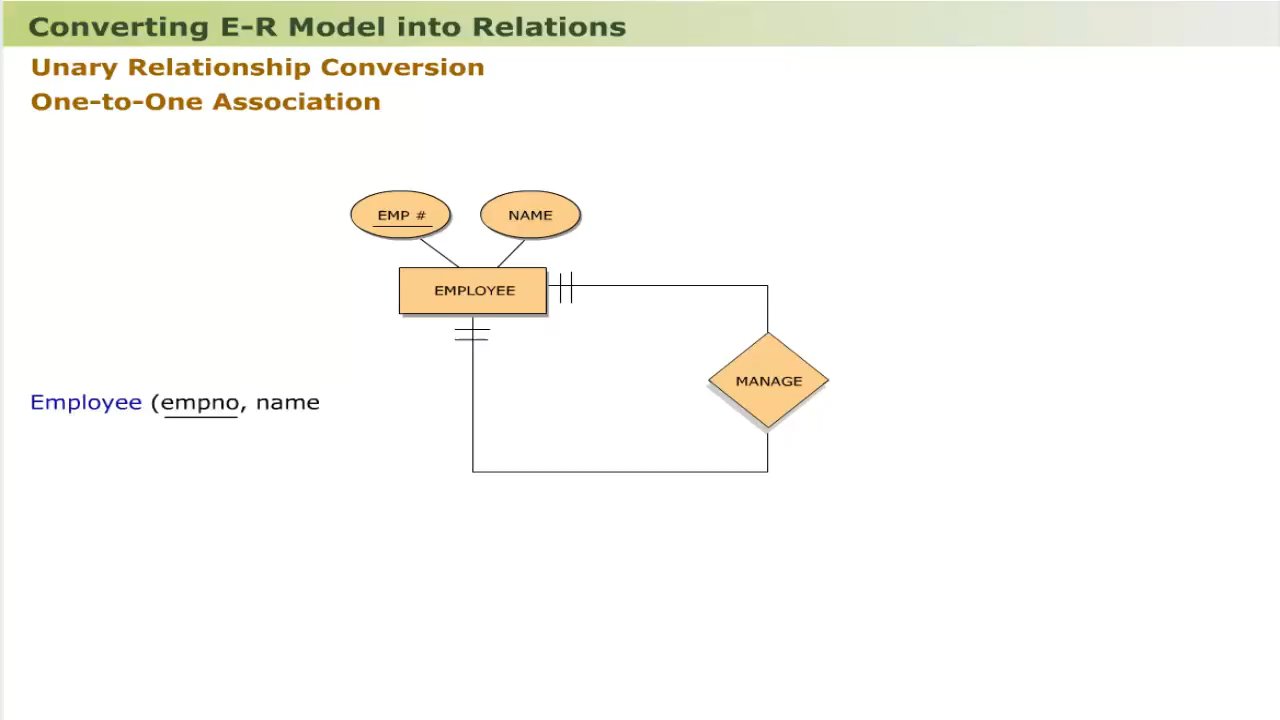 Converting E-R Model into Relations
Unary Relationship Conversion
One-to-One Association
EMP # NAME
EMPLOYEE
MANAGE
Employee (empno, name